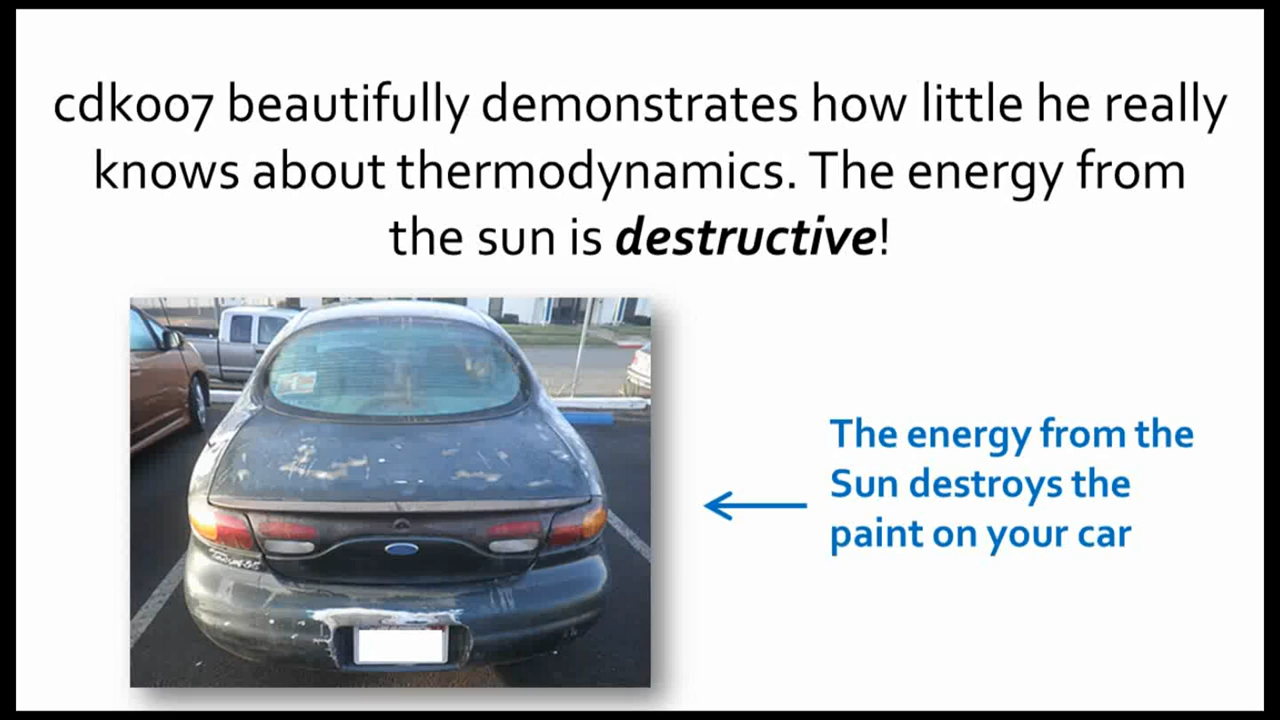 cdk007 beautifully demonstrates how little he really
knows about thermodynamics. The energy from
the sun is destructive!
The energy from the
Sun destroys the
paint on your car